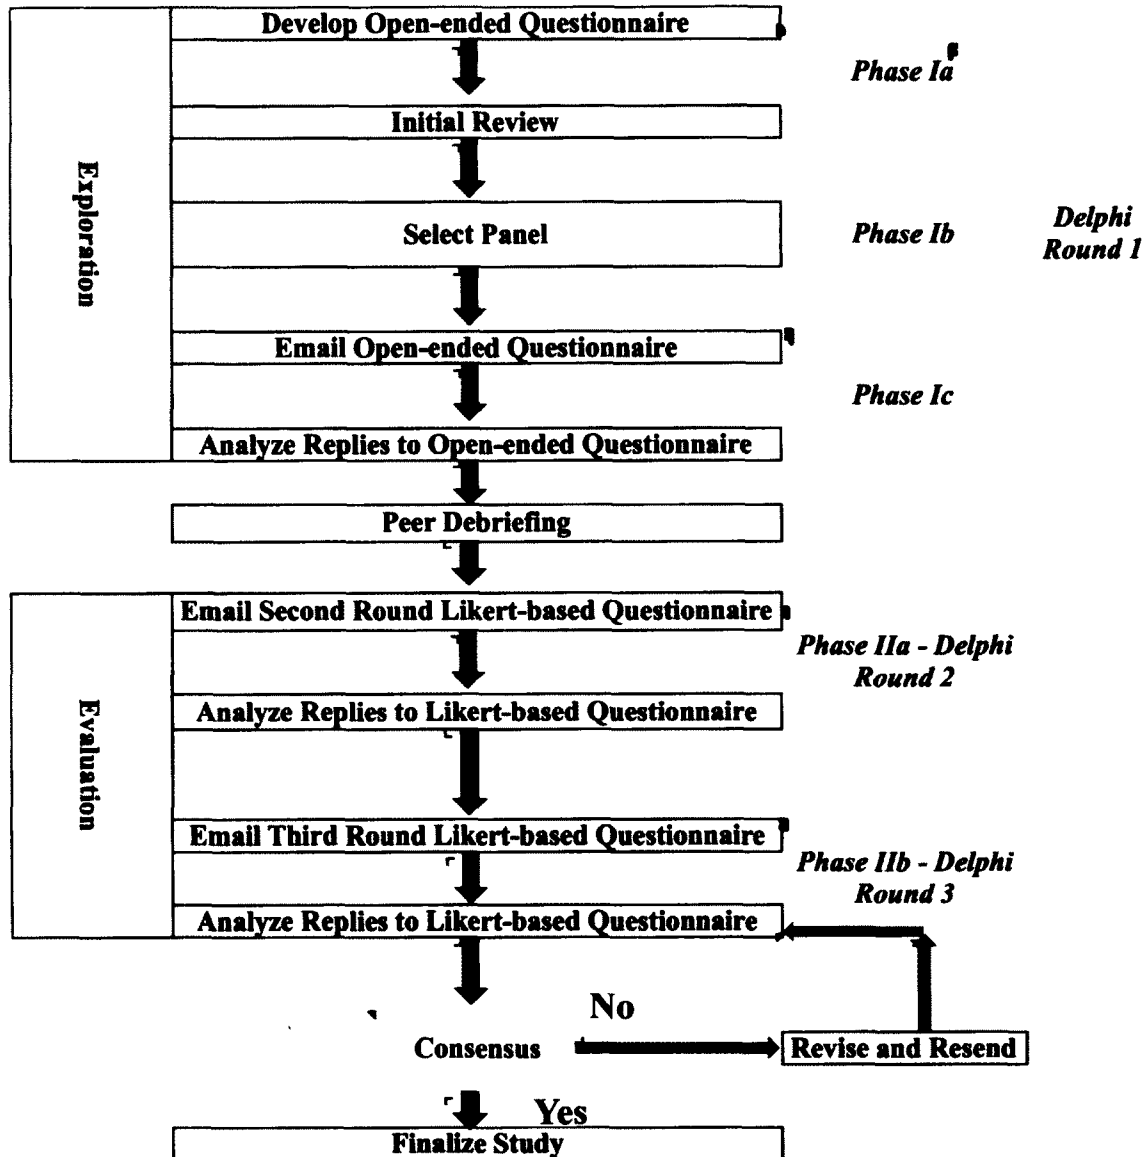 Develop Open-ended Questionnaire
Phase Ia
Initial Review
Exploration
Select Panel
Phase Ib
Delphi
Round 1
Email Open-ended Questionnaire
Phase Ic
Analyze Replies to Open-ended Questionnaire
Peer Debriefing
Email Second Round Likert-based Questionnaire
Phase IIa - Delphi
Round 2
Evaluation
Analyze Replies to Likert-based Questionnaire
Email Third Round Likert-based Questionnaire
Phase IIb - Delphi
Round 3
Analyze Replies to Likert-based Questionnaire
No
Consensus
Revise and Resend
Yes
Finalize Study